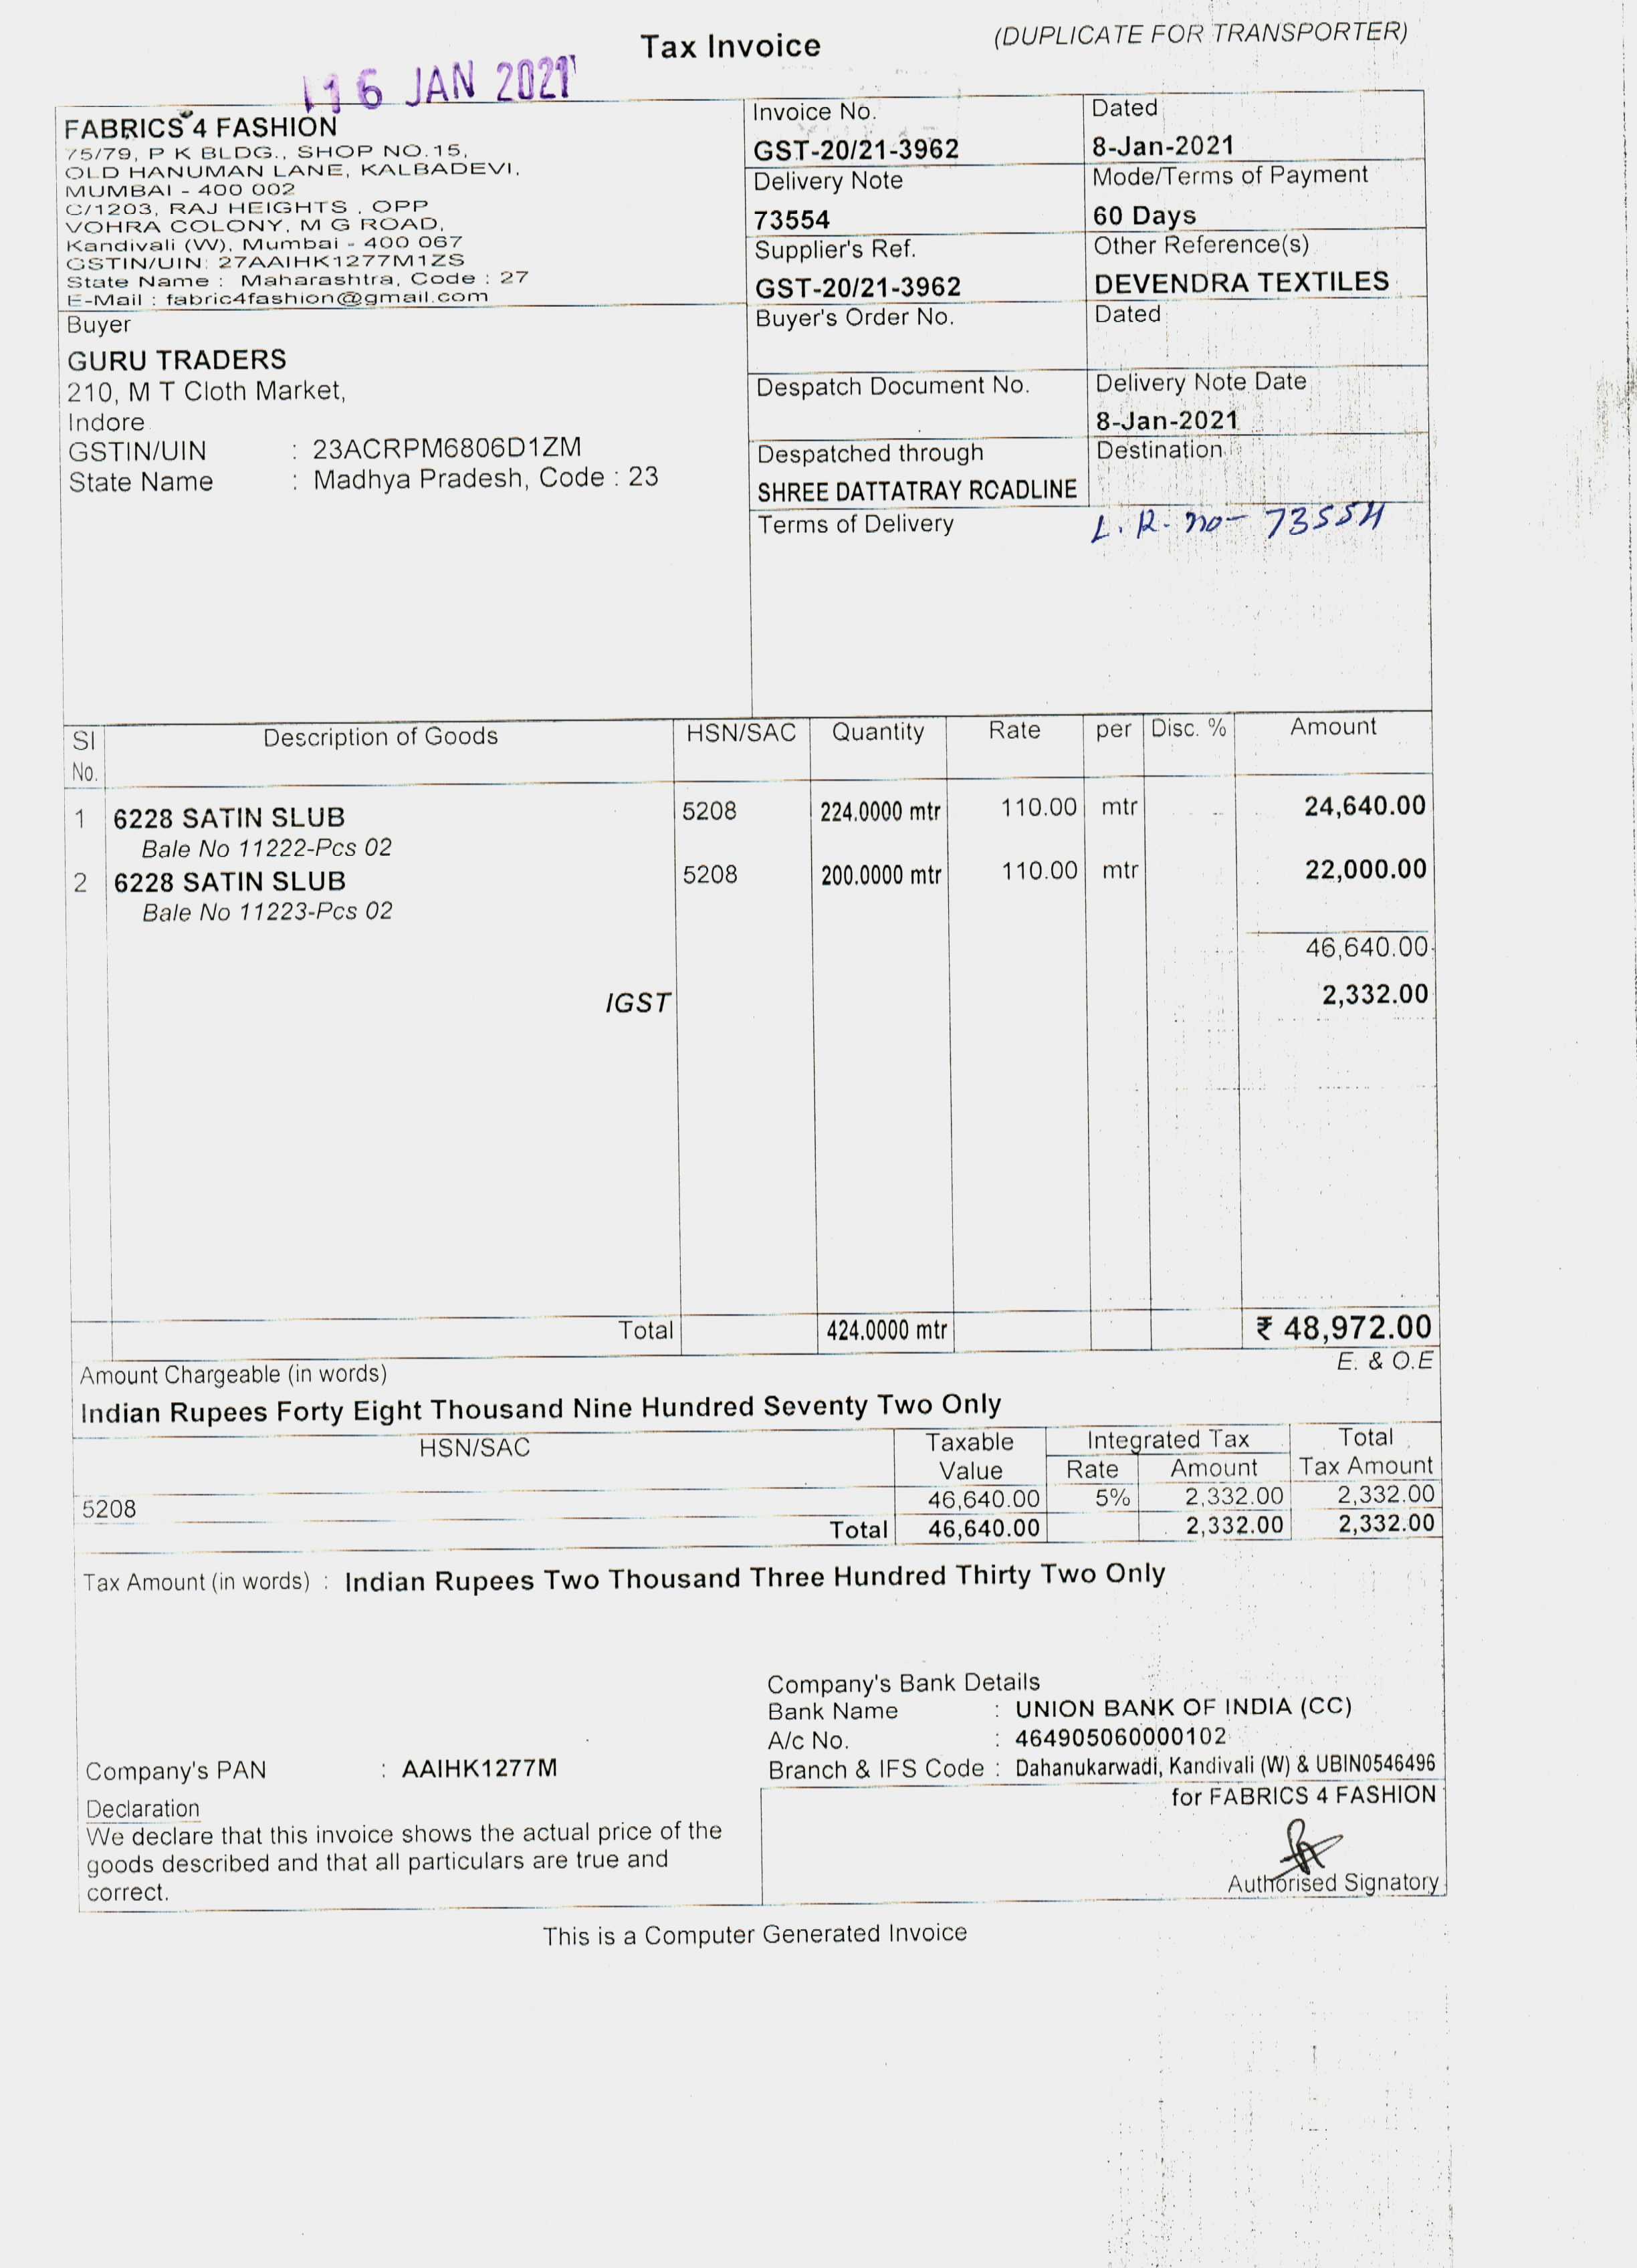 Tax Invoice
(DUPLICATE FOR TRANSPORTER)
16 JAN 2021
FABRICS 4 FASHION
75/79, P K BLDG., SHOP NO.15,
OLD HANUMAN LANE, KALBADEVI,
MUMBAI - 400 002
C/1203, RAJ HEIGHTS , OPP
VOHRA COLONY, M G ROAD,
Kandivali (W), Mumbai - 400 067
GSTIN/UIN: 27AAIHK1277M1ZS
State Name : Maharashtra, Code : 27
E-Mail : fabric4fashion@gmail.com
Invoice No.
GST-20/21-3962
Dated
8-Jan-2021
Delivery Note
73554
Mode/Terms of Payment
60 Days
Supplier's Ref.
GST-20/21-3962
Other Reference(s)
DEVENDRA TEXTILES
Buyer
GURU TRADERS
210, M T Cloth Market,
Indore
GSTIN/UIN : 23ACRPM6806D1ZM
State Name : Madhya Pradesh, Code : 23
Buyer's Order No.
Dated
Despatch Document No.
Delivery Note Date
8-Jan-2021
Despatched through
SHREE DATTATRAY ROADLINE
Destination
Terms of Delivery
L.R. no- 73554
Sl No. Description of Goods HSN/SAC Quantity Rate per Disc. % Amount
1 6228 SATIN SLUB 5208 224.0000 mtr 110.00 mtr 24,640.00
Bale No 11222-Pcs 02
2 6228 SATIN SLUB 5208 200.0000 mtr 110.00 mtr 22,000.00
Bale No 11223-Pcs 02
46,640.00
IGST 2,332.00
Total 424.0000 mtr ₹ 48,972.00
Amount Chargeable (in words) E. & O.E
Indian Rupees Forty Eight Thousand Nine Hundred Seventy Two Only
HSN/SAC Taxable Value Integrated Tax Total Tax Amount
Rate Amount
5208 46,640.00 5% 2,332.00 2,332.00
Total 46,640.00 2,332.00 2,332.00
Tax Amount (in words) : Indian Rupees Two Thousand Three Hundred Thirty Two Only
Company's Bank Details
Bank Name : UNION BANK OF INDIA (CC)
A/c No. : 464905060000102
Branch & IFS Code : Dahanukarwadi, Kandivali (W) & UBIN0546496
Company's PAN : AAIHK1277M
Declaration
We declare that this invoice shows the actual price of the
goods described and that all particulars are true and
correct.
for FABRICS 4 FASHION
Authorised Signatory
This is a Computer Generated Invoice